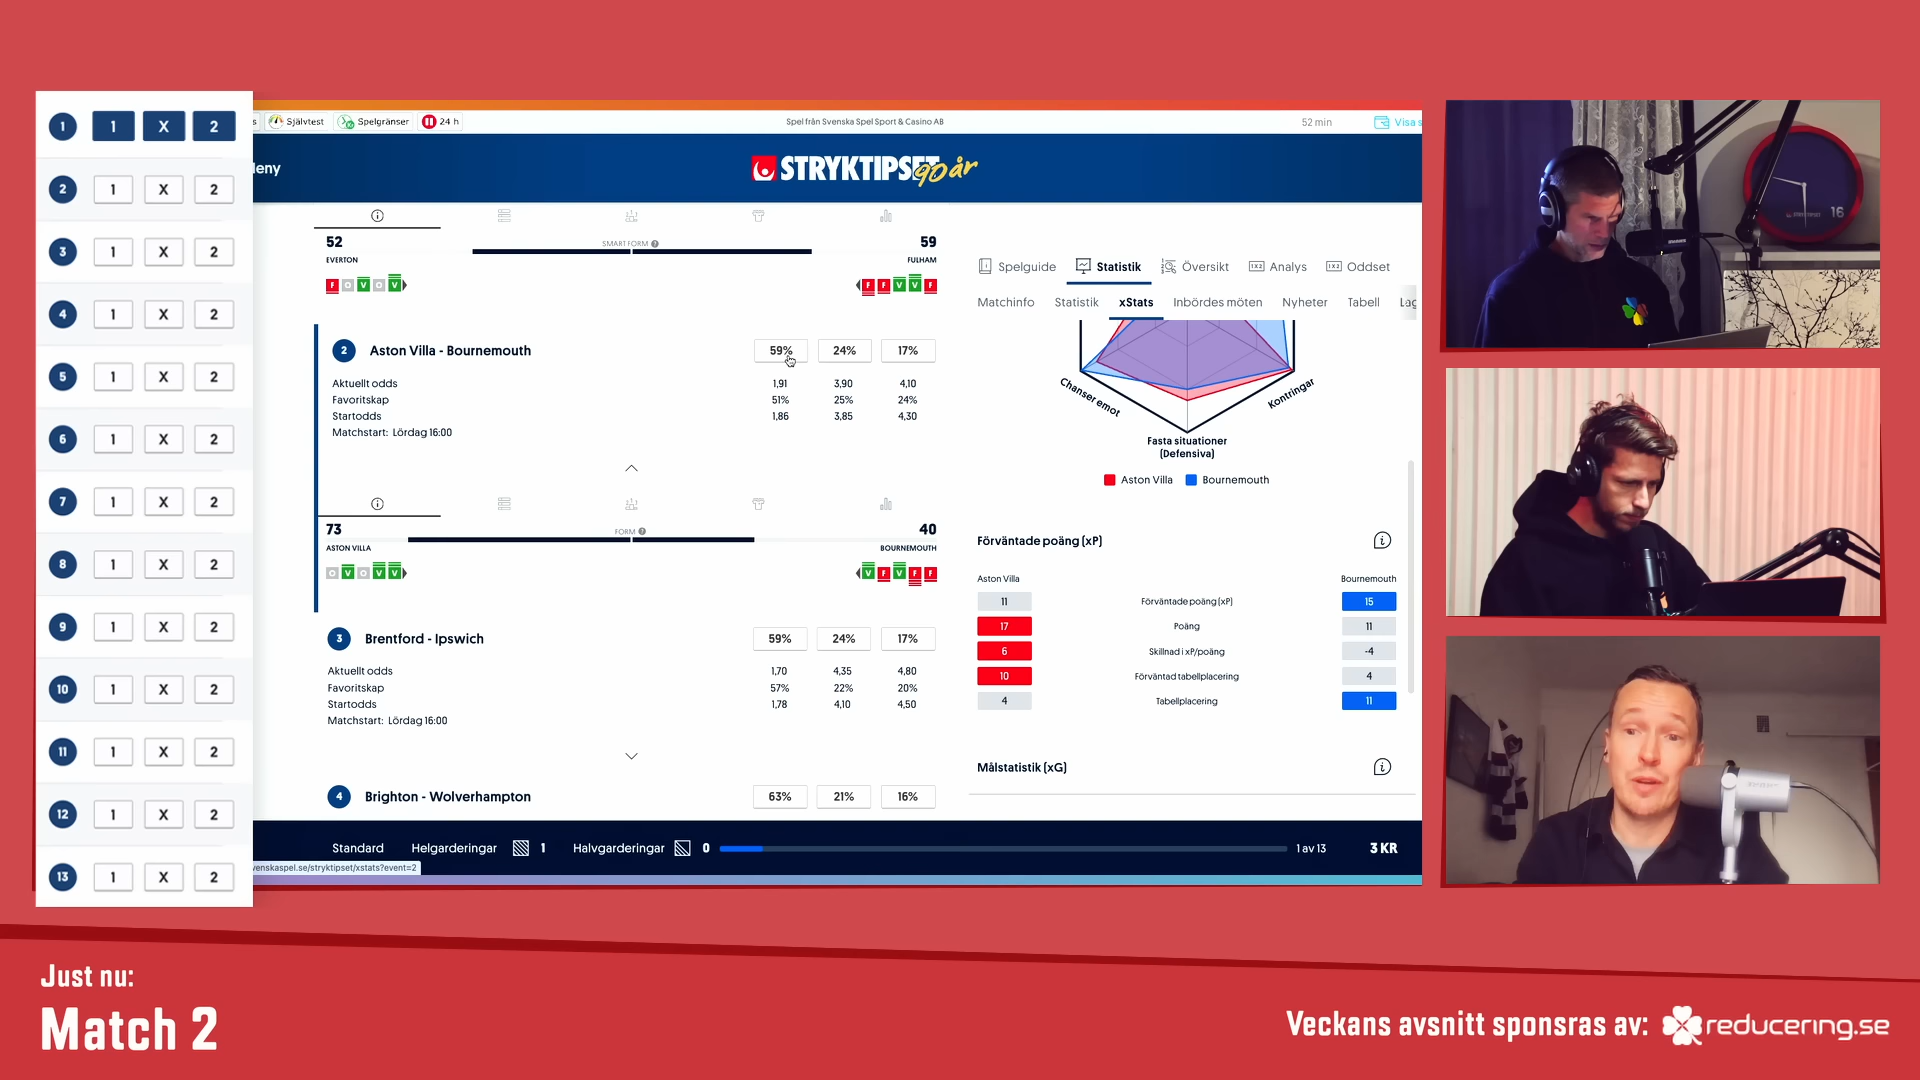 1 1 X 2
2 1 X 2
3 1 X 2
4 1 X 2
5 1 X 2
6 1 X 2
7 1 X 2
8 1 X 2
9 1 X 2
10 1 X 2
11 1 X 2
12 1 X 2
13 1 X 2
s Självtest Spelgränser 24 h
Spel från Svenska Spel Sport & Casino AB
52 min Visa s
eny
STRYKTIPSET 90 år
52 SMART FORM ? 59
EVERTON FULHAM
F O V O V F F V V F
2 Aston Villa - Bournemouth 59% 24% 17%
Aktuellt odds 1,91 3,90 4,10
Favoritskap 51% 25% 24%
Startodds 1,86 3,85 4,30
Matchstart: Lördag 16:00
73 FORM ? 40
ASTON VILLA BOURNEMOUTH
O V O V V V F V F F
3 Brentford - Ipswich 59% 24% 17%
Aktuellt odds 1,70 4,35 4,80
Favoritskap 57% 22% 20%
Startodds 1,78 4,10 4,50
Matchstart: Lördag 16:00
4 Brighton - Wolverhampton 63% 21% 16%
Spelguide Statistik Översikt Analys Oddset
Matchinfo Statistik xStats Inbördes möten Nyheter Tabell Lag
Chanser emot
Kontringar
Fasta situationer
(Defensiva)
Aston Villa Bournemouth
Förväntade poäng (xP)
Aston Villa Bournemouth
11 Förväntade poäng (xP) 15
17 Poäng 11
6 Skillnad i xP/poäng -4
10 Förväntad tabellplacering 4
4 Tabellplacering 11
Målstatistik (xG)
Standard Helgarderingar 1 Halvgarderingar 0 1 av 13 3 KR
venskaspel.se/stryktipset/xstats?event=2
16
Just nu:
Match 2
Veckans avsnitt sponsras av: reducering.se